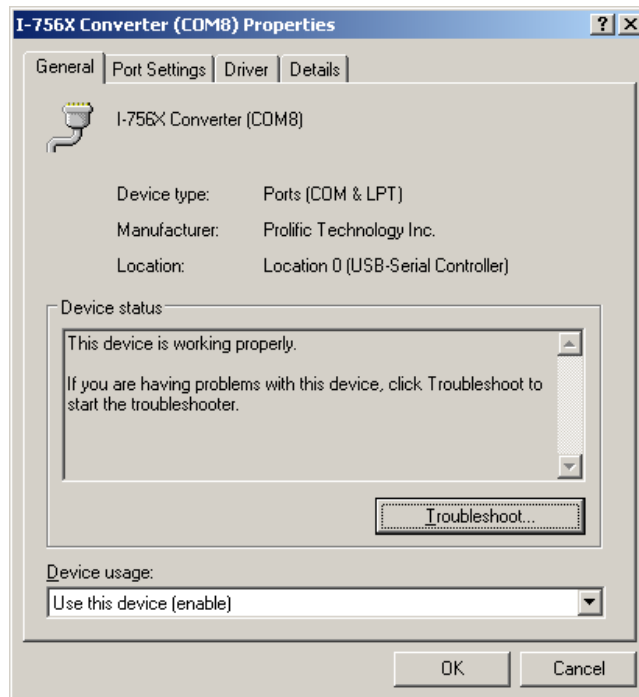 I-756X Converter (COM8) Properties
General Port Settings Driver Details
I-756X Converter (COM8)
Device type: Ports (COM & LPT)
Manufacturer: Prolific Technology Inc.
Location: Location 0 (USB-Serial Controller)
Device status
This device is working properly.
If you are having problems with this device, click Troubleshoot to
start the troubleshooter.
Troubleshoot...
Device usage:
Use this device (enable)
OK Cancel